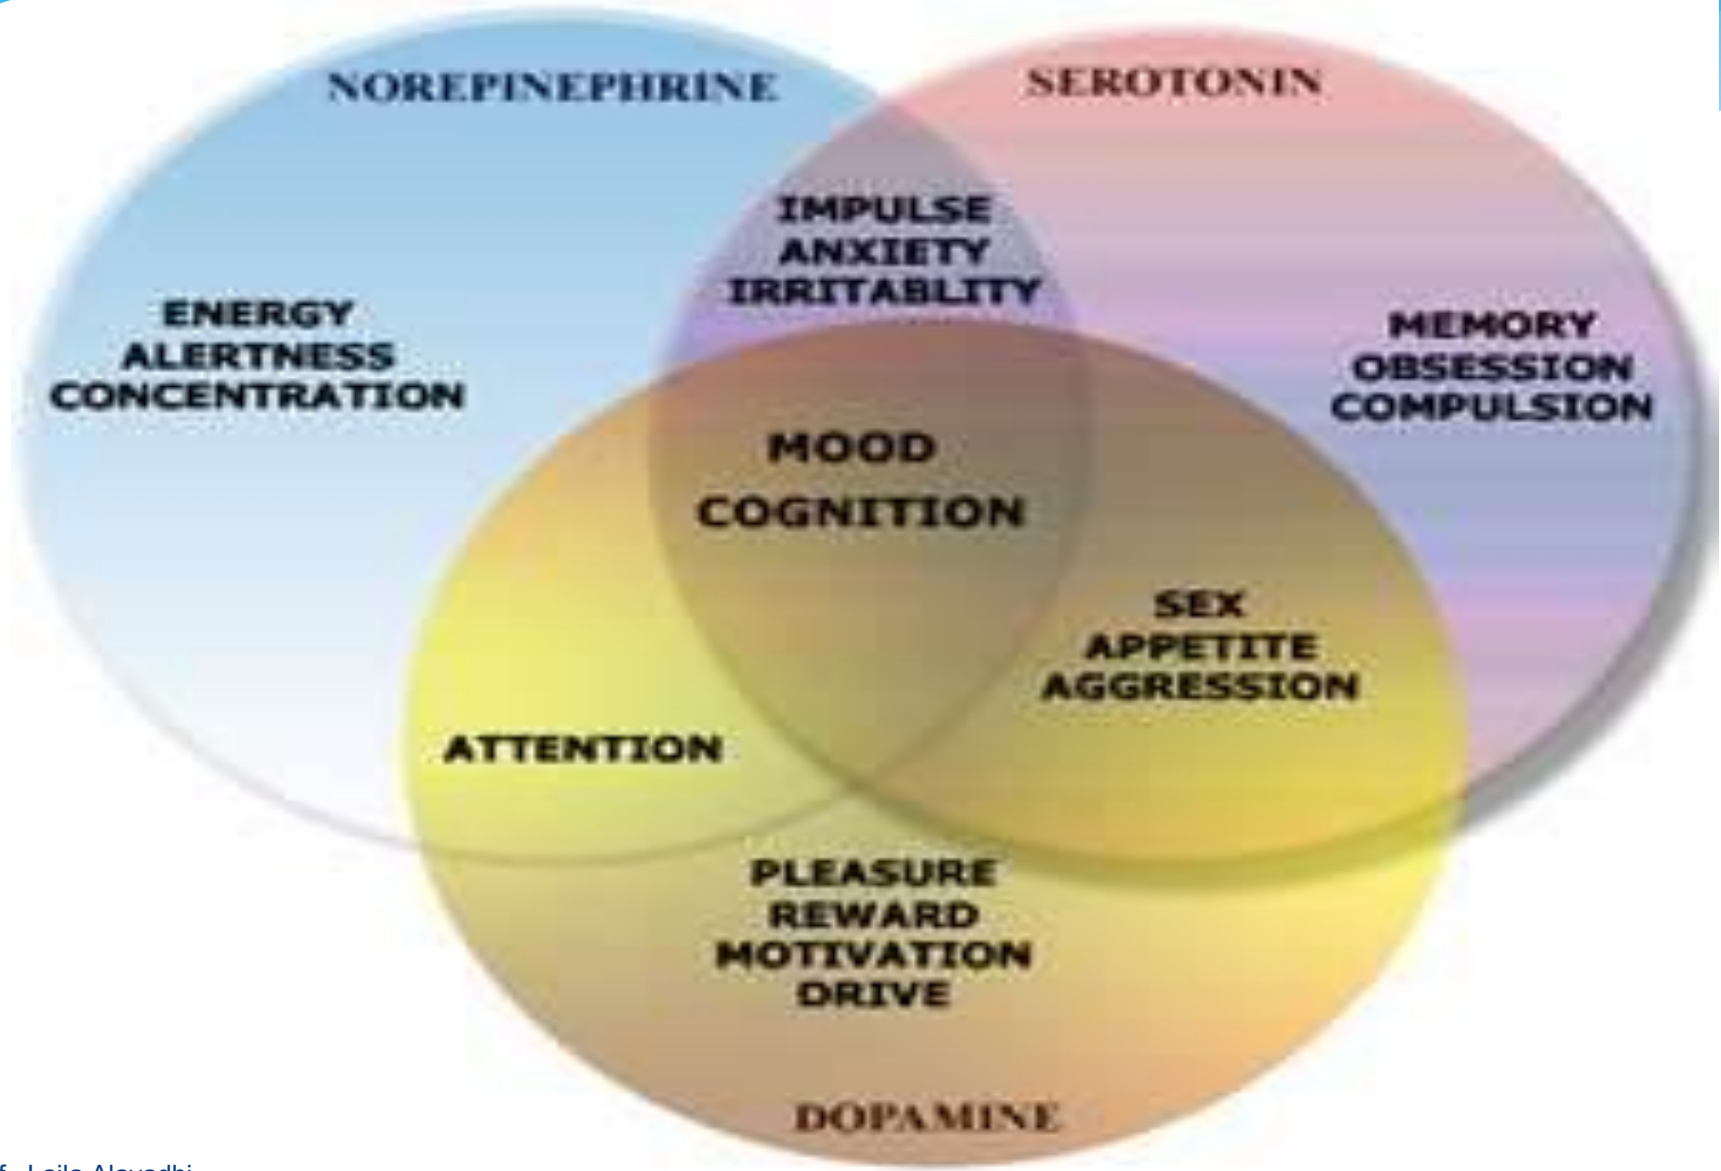 NOREPINEPHRINE
SEROTONIN
IMPULSE
ANXIETY
IRRITABLITY
ENERGY
ALERTNESS
CONCENTRATION
MEMORY
OBSESSION
COMPULSION
MOOD
COGNITION
SEX
APPETITE
AGGRESSION
ATTENTION
PLEASURE
REWARD
MOTIVATION
DRIVE
DOPAMINE